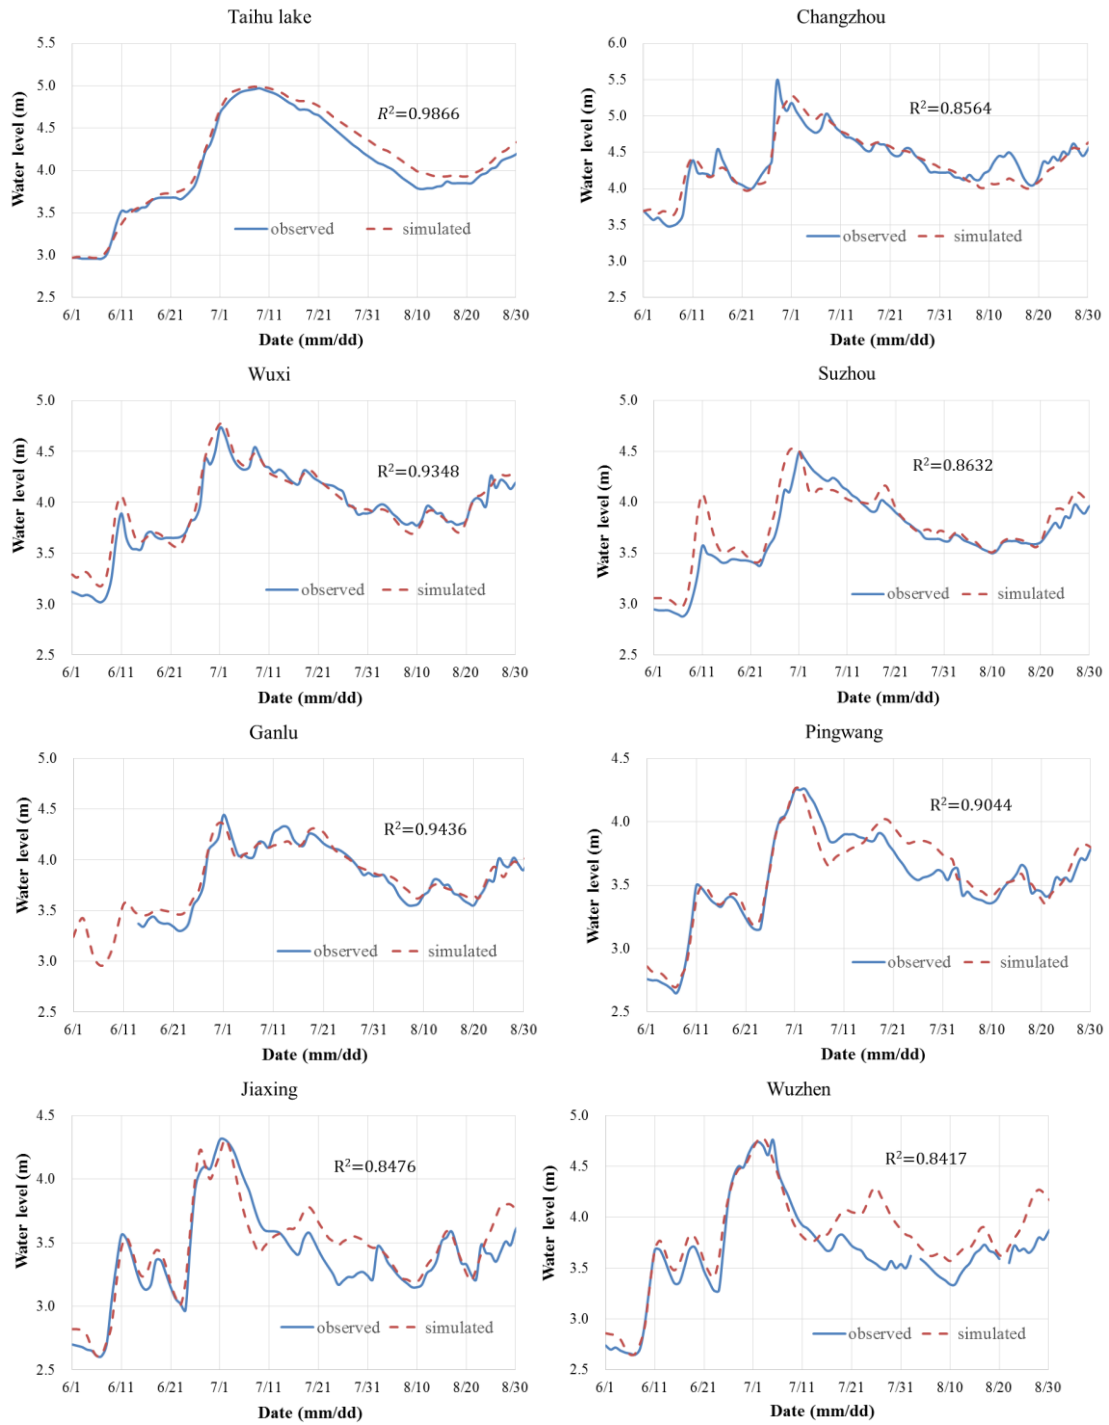 Taihu lake
5.5
5.0
4.5
4.0
3.5
3.0
2.5
Water level (m)
R²=0.9866
observed simulated
6/1 6/11 6/21 7/1 7/11 7/21 7/31 8/10 8/20 8/30
Date (mm/dd)
Changzhou
6.0
5.5
5.0
4.5
4.0
3.5
3.0
2.5
Water level (m)
R²=0.8564
observed simulated
6/1 6/11 6/21 7/1 7/11 7/21 7/31 8/10 8/20 8/30
Date (mm/dd)
Wuxi
5.0
4.5
4.0
3.5
3.0
2.5
Water level (m)
R²=0.9348
observed simulated
6/1 6/11 6/21 7/1 7/11 7/21 7/31 8/10 8/20 8/30
Date (mm/dd)
Suzhou
5.0
4.5
4.0
3.5
3.0
2.5
Water level (m)
R²=0.8632
observed simulated
6/1 6/11 6/21 7/1 7/11 7/21 7/31 8/10 8/20 8/30
Date (mm/dd)
Ganlu
5.0
4.5
4.0
3.5
3.0
2.5
Water level (m)
R²=0.9436
observed simulated
6/1 6/11 6/21 7/1 7/11 7/21 7/31 8/10 8/20 8/30
Date (mm/dd)
Pingwang
4.5
4.0
3.5
3.0
2.5
Water level (m)
R²=0.9044
observed simulated
6/1 6/11 6/21 7/1 7/11 7/21 7/31 8/10 8/20 8/30
Date (mm/dd)
Jiaxing
4.5
4.0
3.5
3.0
2.5
Water level (m)
R²=0.8476
observed simulated
6/1 6/11 6/21 7/1 7/11 7/21 7/31 8/10 8/20 8/30
Date (mm/dd)
Wuzhen
5.0
4.5
4.0
3.5
3.0
2.5
Water level (m)
R²=0.8417
observed simulated
6/1 6/11 6/21 7/1 7/11 7/21 7/31 8/10 8/20 8/30
Date (mm/dd)